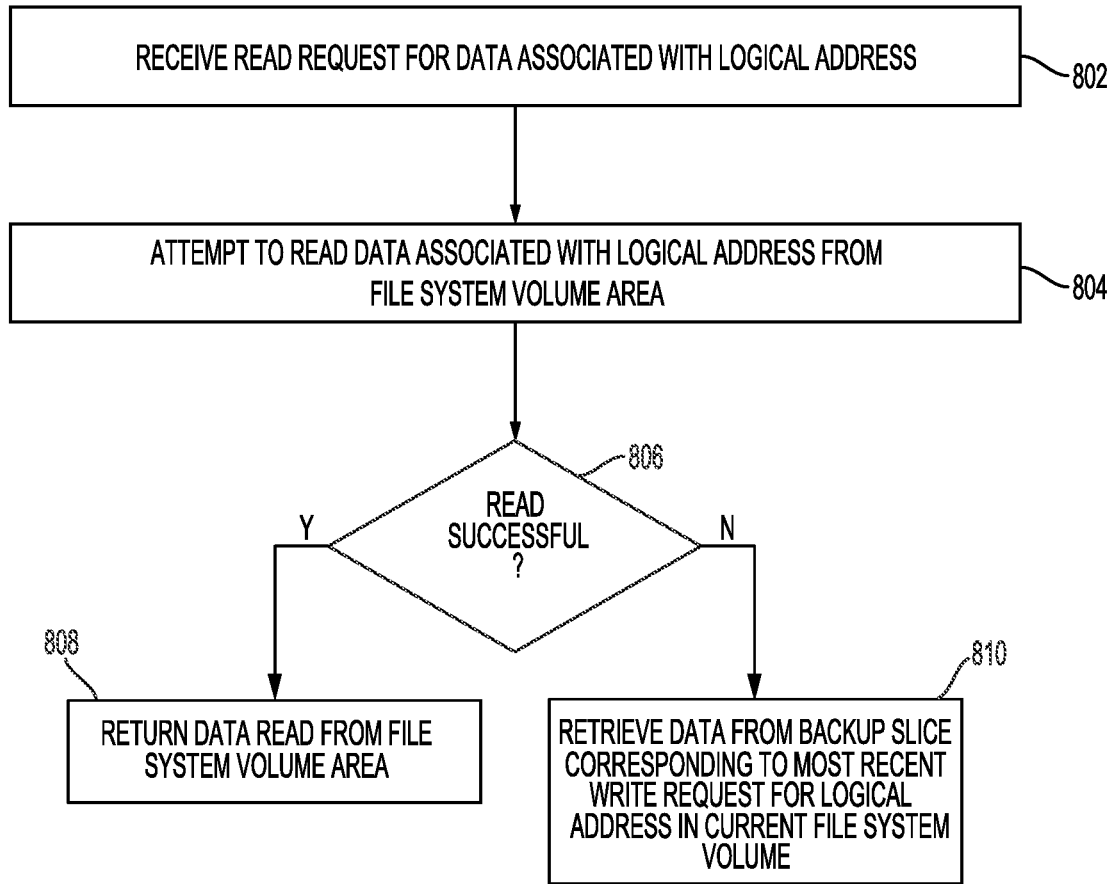 RECEIVE READ REQUEST FOR DATA ASSOCIATED WITH LOGICAL ADDRESS
802
ATTEMPT TO READ DATA ASSOCIATED WITH LOGICAL ADDRESS FROM
FILE SYSTEM VOLUME AREA
804
806
READ
SUCCESSFUL
?
Y
N
808
RETURN DATA READ FROM FILE
SYSTEM VOLUME AREA
810
RETRIEVE DATA FROM BACKUP SLICE
CORRESPONDING TO MOST RECENT
WRITE REQUEST FOR LOGICAL
ADDRESS IN CURRENT FILE SYSTEM
VOLUME